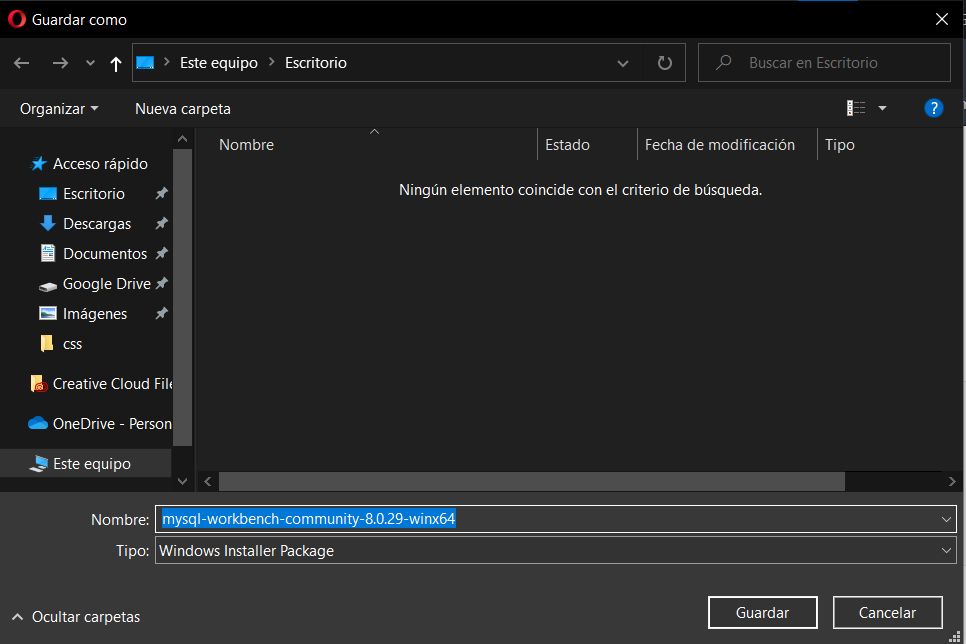 Guardar como
Este equipo > Escritorio
Buscar en Escritorio
Organizar
Nueva carpeta
?
Nombre
Estado
Fecha de modificación
Tipo
Ningún elemento coincide con el criterio de búsqueda.
Acceso rápido
Escritorio
Descargas
Documentos
Google Drive
Imágenes
css
Creative Cloud File
OneDrive - Person
Este equipo
Nombre: mysql-workbench-community-8.0.29-winx64
Tipo: Windows Installer Package
Ocultar carpetas
Guardar
Cancelar